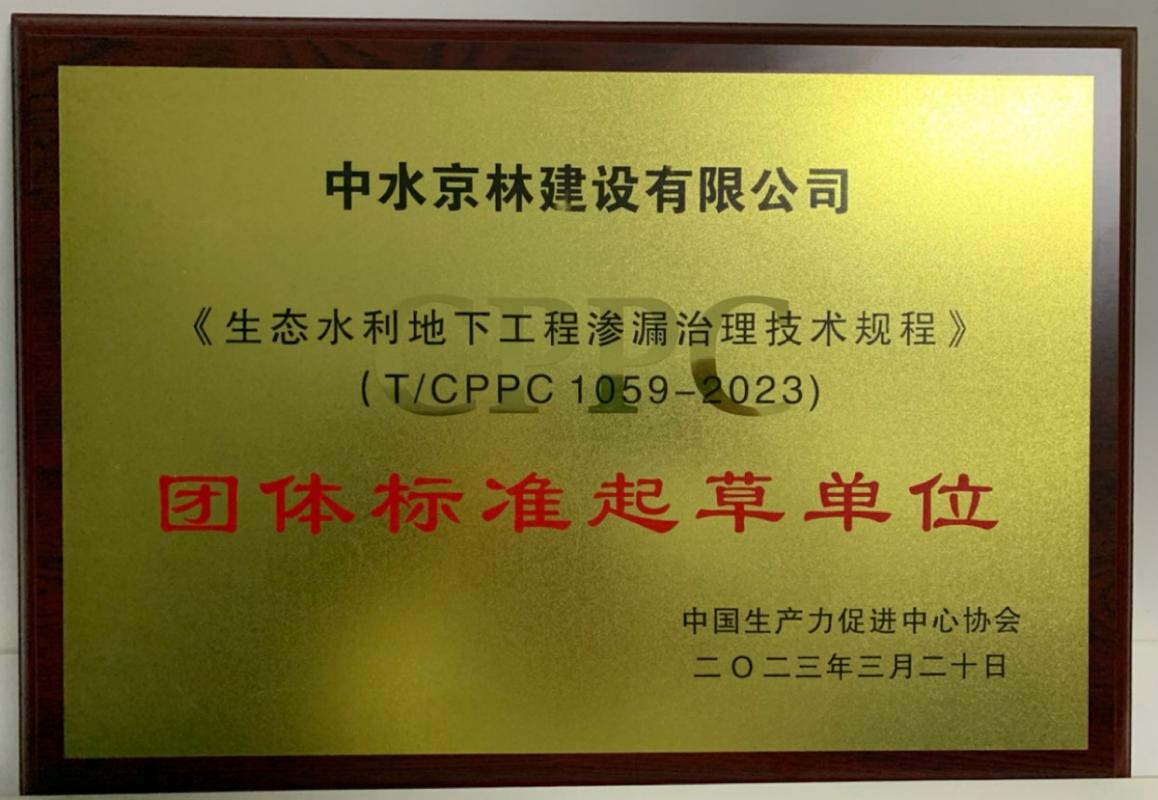 中水京林建设有限公司
《生态水利地下工程渗漏治理技术规程》
(T/CPPC 1059-2023)
CPPC
团体标准起草单位
中国生产力促进中心协会
二〇二三年三月二十日